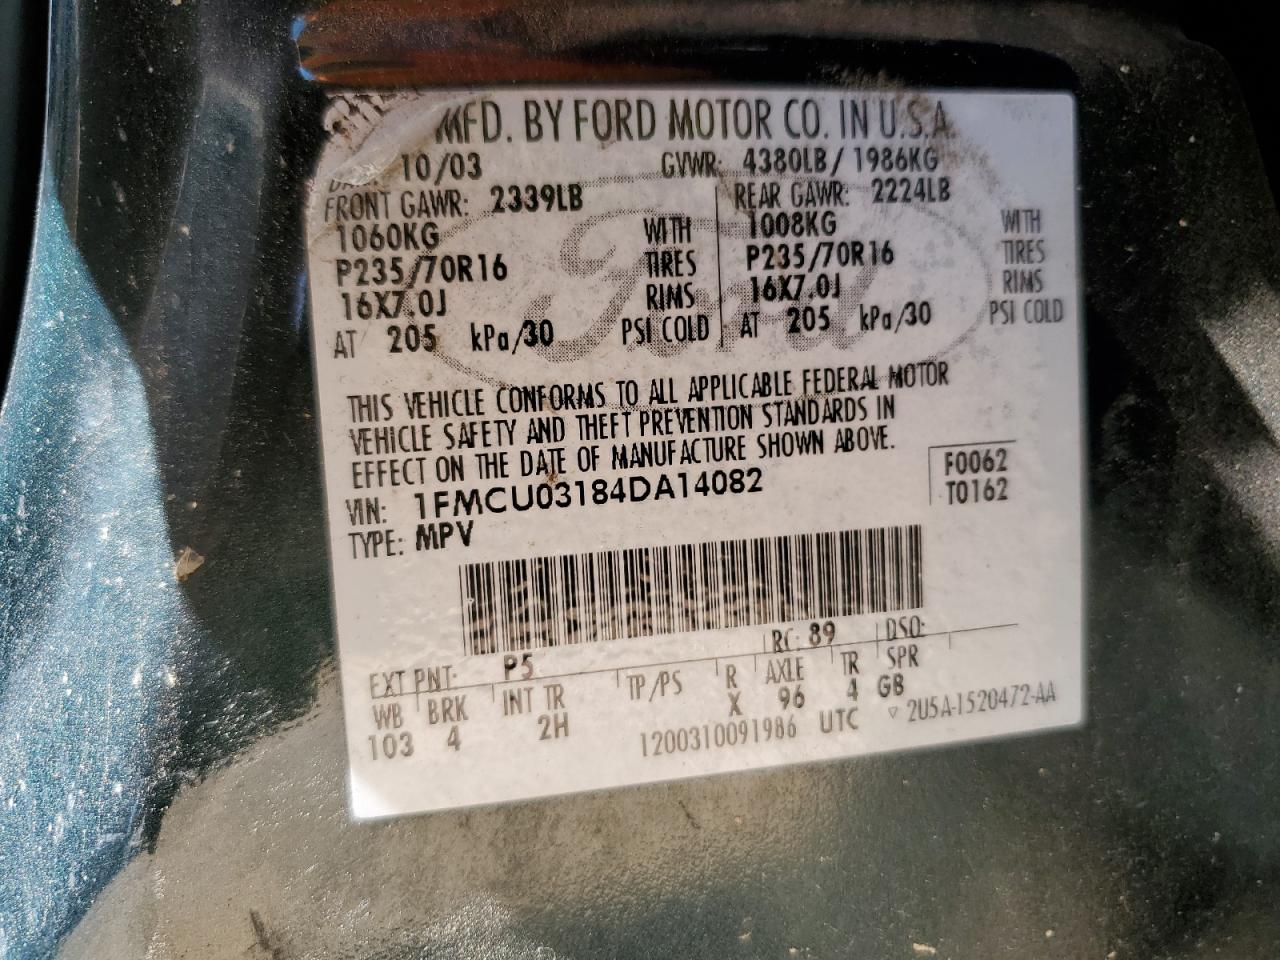 MFD. BY FORD MOTOR CO. IN U.S.A.
10/03 GVWR: 4380LB/ 1986KG
FRONT GAWR: 2339LB REAR GAWR: 2224LB
1060KG WITH 1008KG WITH
P235/70R16 TIRES P235/70R16 TIRES
16X7.0J RIMS 16X7.0J RIMS
AT 205 kPa/30 PSI COLD AT 205 kPa/30 PSI COLD
Ford
THIS VEHICLE CONFORMS TO ALL APPLICABLE FEDERAL MOTOR
VEHICLE SAFETY AND THEFT PREVENTION STANDARDS IN
EFFECT ON THE DATE OF MANUFACTURE SHOWN ABOVE.
VIN: 1FMCU03184DA14082 F0062
TYPE: MPV T0162
EXT PNT: P5 RC: 89 DSO:
WB BRK INT TR TP/PS R AXLE TR SPR
103 4 2H X 96 4 GB
1200310091986 UTC ▽ 2U5A-1520472-AA